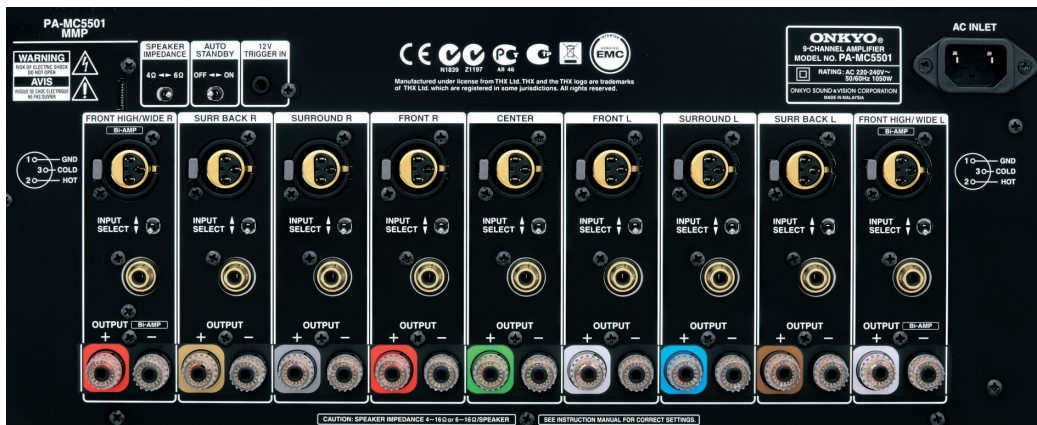 PA-MC5501
MMP
WARNING
RISK OF ELECTRIC SHOCK
DO NOT OPEN
AVIS
RISQUE DE CHOC ELECTRIQUE
NE PAS OUVRIR
SPEAKER
IMPEDANCE
4Ω ◄► 6Ω
AUTO
STANDBY
OFF ◄► ON
12V
TRIGGER IN
CE
N1839
Z1197
PCT
AB 46
TP
VERIFIED
EMC
Manufactured under license from THX Ltd. THX and the THX logo are trademarks
of THX Ltd. which are registered in some jurisdictions. All rights reserved.
ONKYO®
9-CHANNEL AMPLIFIER
MODEL NO. PA-MC5501
RATING: AC 220-240V~
50/60Hz 1050W
ONKYO SOUND & VISION CORPORATION
MADE IN MALAYSIA
AC INLET
FRONT HIGH/WIDE R
Bi-AMP
SURR BACK R
SURROUND R
FRONT R
CENTER
FRONT L
SURROUND L
SURR BACK L
FRONT HIGH/WIDE L
Bi-AMP
1 GND
3 COLD
2 HOT
1 GND
3 COLD
2 HOT
INPUT
SELECT
INPUT
SELECT
INPUT
SELECT
INPUT
SELECT
INPUT
SELECT
INPUT
SELECT
INPUT
SELECT
INPUT
SELECT
INPUT
SELECT
OUTPUT Bi-AMP
+ −
OUTPUT
+ −
OUTPUT
+ −
OUTPUT
+ −
OUTPUT
+ −
OUTPUT
+ −
OUTPUT
+ −
OUTPUT
+ −
OUTPUT Bi-AMP
+ −
CAUTION: SPEAKER IMPEDANCE 4~16Ω or 6~16Ω/SPEAKER
SEE INSTRUCTION MANUAL FOR CORRECT SETTINGS.